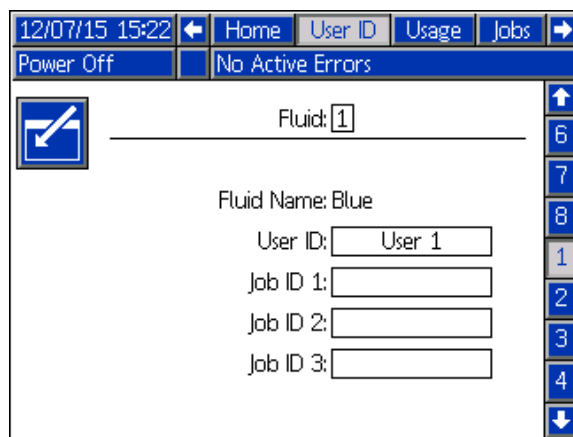 12/07/15 15:22 Home User ID Usage Jobs
Power Off No Active Errors
Fluid: 1
6
7
Fluid Name: Blue
8
User ID: User 1
1
Job ID 1:
2
Job ID 2:
3
Job ID 3:
4